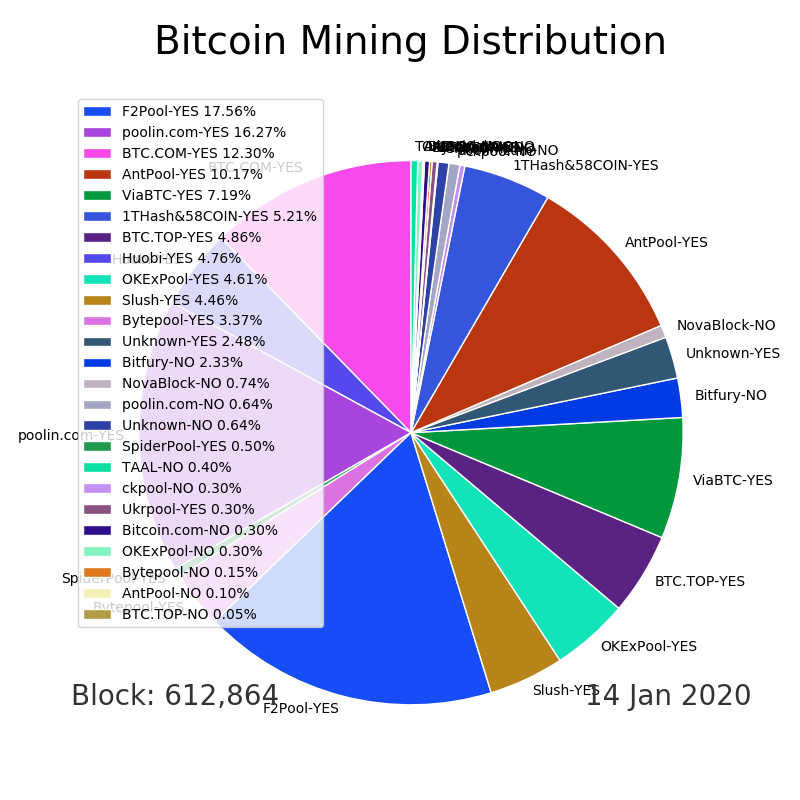 Bitcoin Mining Distribution
F2Pool-YES 17.56%
poolin.com-YES 16.27%
BTC.COM-YES 12.30%
AntPool-YES 10.17%
ViaBTC-YES 7.19%
1THash&58COIN-YES 5.21%
BTC.TOP-YES 4.86%
Huobi-YES 4.76%
OKExPool-YES 4.61%
Slush-YES 4.46%
Bytepool-YES 3.37%
Unknown-YES 2.48%
Bitfury-NO 2.33%
NovaBlock-NO 0.74%
poolin.com-NO 0.64%
Unknown-NO 0.64%
SpiderPool-YES 0.50%
TAAL-NO 0.40%
ckpool-NO 0.30%
Ukrpool-YES 0.30%
Bitcoin.com-NO 0.30%
OKExPool-NO 0.30%
Bytepool-NO 0.15%
AntPool-NO 0.10%
BTC.TOP-NO 0.05%
1THash&58COIN-YES
AntPool-YES
NovaBlock-NO
Unknown-YES
Bitfury-NO
ViaBTC-YES
BTC.TOP-YES
OKExPool-YES
Slush-YES
F2Pool-YES
Bytepool-YES
SpiderPool-YES
poolin.com-YES
BTC.COM-YES
Block: 612,864
14 Jan 2020